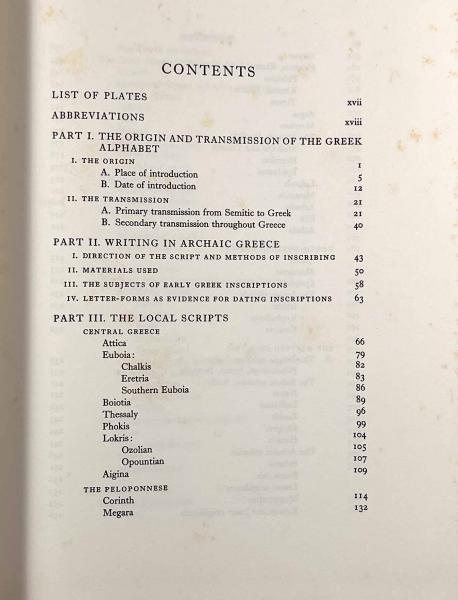 CONTENTS
LIST OF PLATES xvii
ABBREVIATIONS xviii
PART I. THE ORIGIN AND TRANSMISSION OF THE GREEK
ALPHABET
I. THE ORIGIN 1
A. Place of introduction 5
B. Date of introduction 12
II. THE TRANSMISSION 21
A. Primary transmission from Semitic to Greek 21
B. Secondary transmission throughout Greece 40
PART II. WRITING IN ARCHAIC GREECE
I. DIRECTION OF THE SCRIPT AND METHODS OF INSCRIBING 43
II. MATERIALS USED 50
III. THE SUBJECTS OF EARLY GREEK INSCRIPTIONS 58
IV. LETTER-FORMS AS EVIDENCE FOR DATING INSCRIPTIONS 63
PART III. THE LOCAL SCRIPTS
CENTRAL GREECE
Attica 66
Euboia: 79
Chalkis 82
Eretria 83
Southern Euboia 86
Boiotia 89
Thessaly 96
Phokis 99
Lokris: 104
Ozolian 105
Opountian 107
Aigina 109
THE PELOPONNESE
Corinth 114
Megara 132